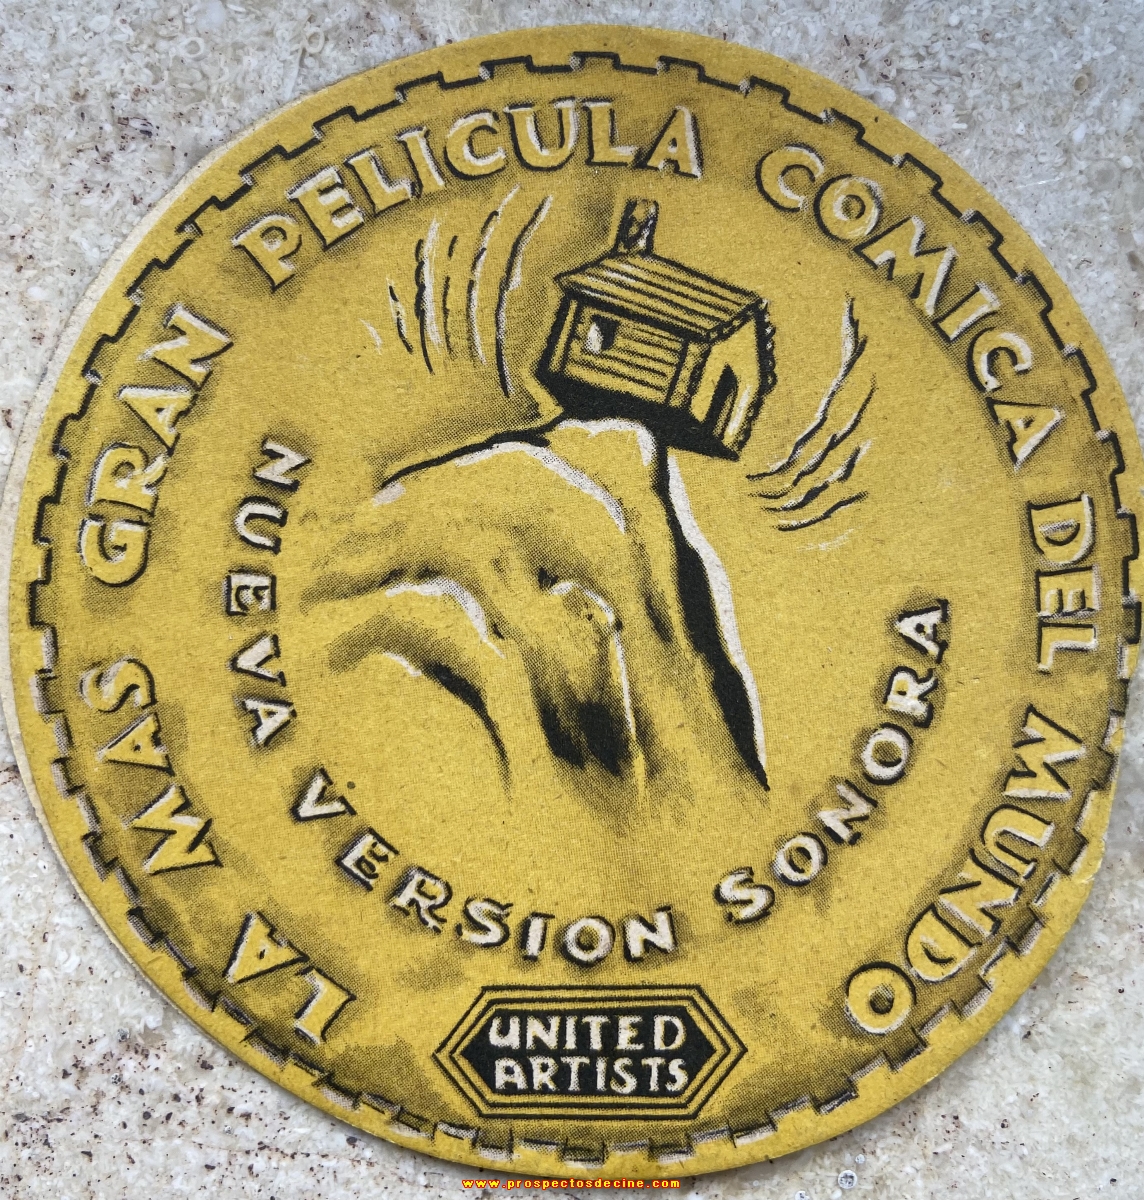 LA MAS GRAN PELICULA COMICA DEL MUNDO
NUEVA VERSION SONORA
UNITED
ARTISTS
www.prospectosdecine.com